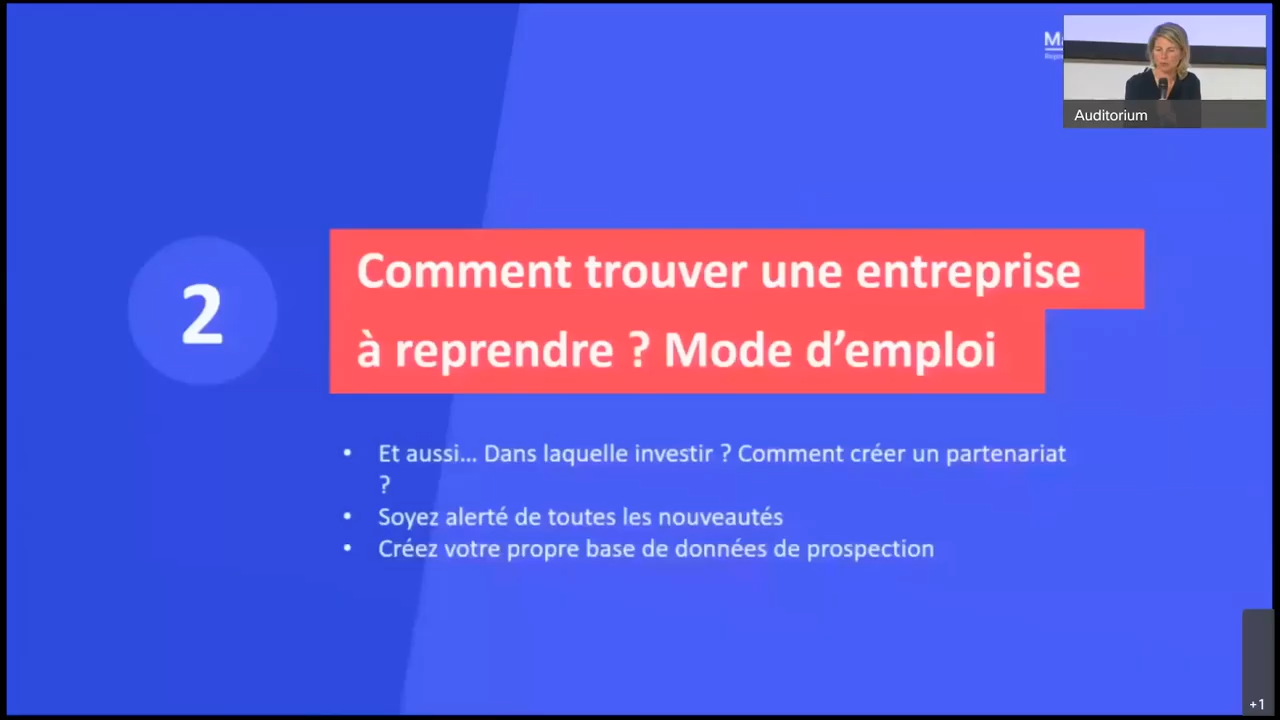 Auditorium
2
Comment trouver une entreprise
à reprendre ? Mode d’emploi
• Et aussi... Dans laquelle investir ? Comment créer un partenariat
?
• Soyez alerté de toutes les nouveautés
• Créez votre propre base de données de prospection
+1